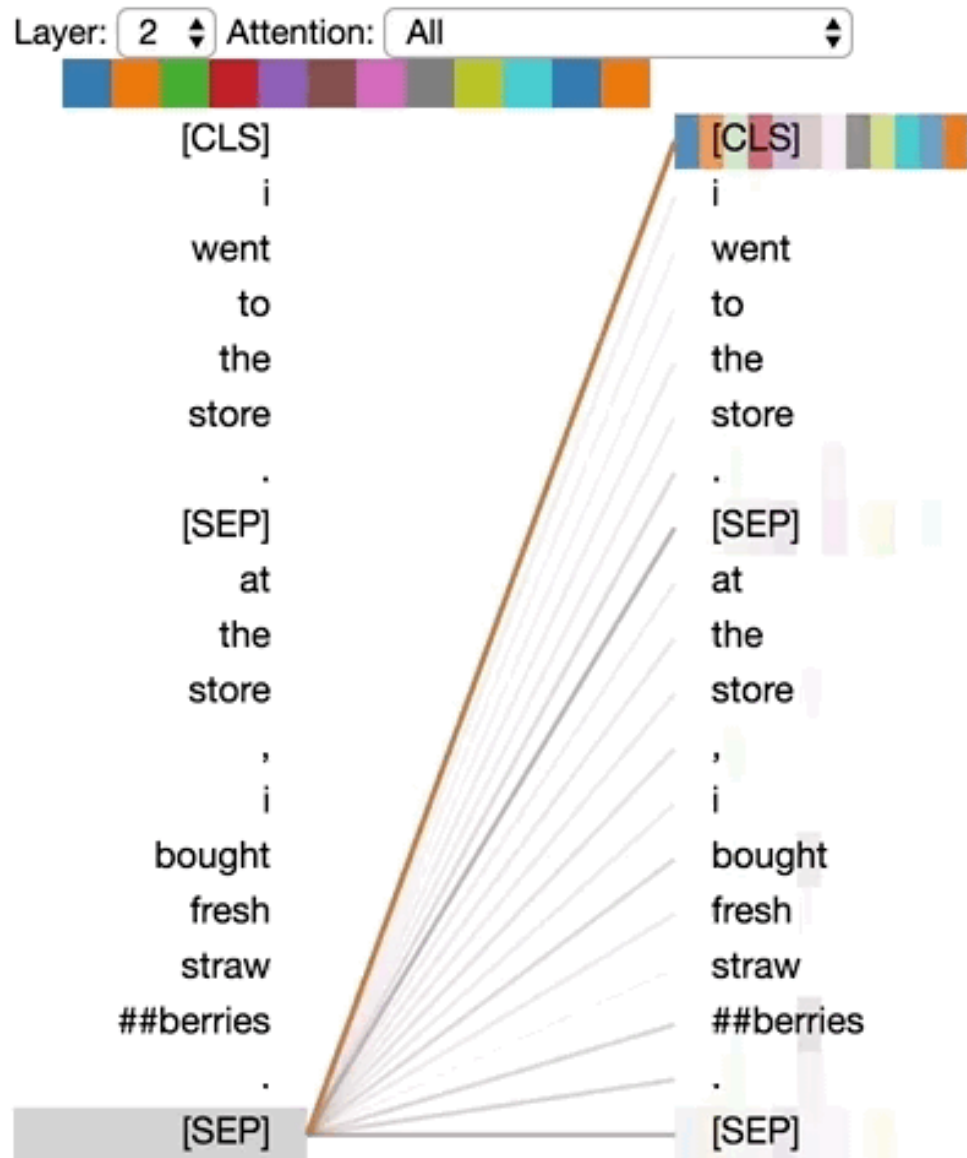 Layer: 2 Attention: All
[CLS] [CLS]
i i
went went
to to
the the
store store
. .
[SEP] [SEP]
at at
the the
store store
, ,
i i
bought bought
fresh fresh
straw straw
##berries ##berries
. .
[SEP] [SEP]